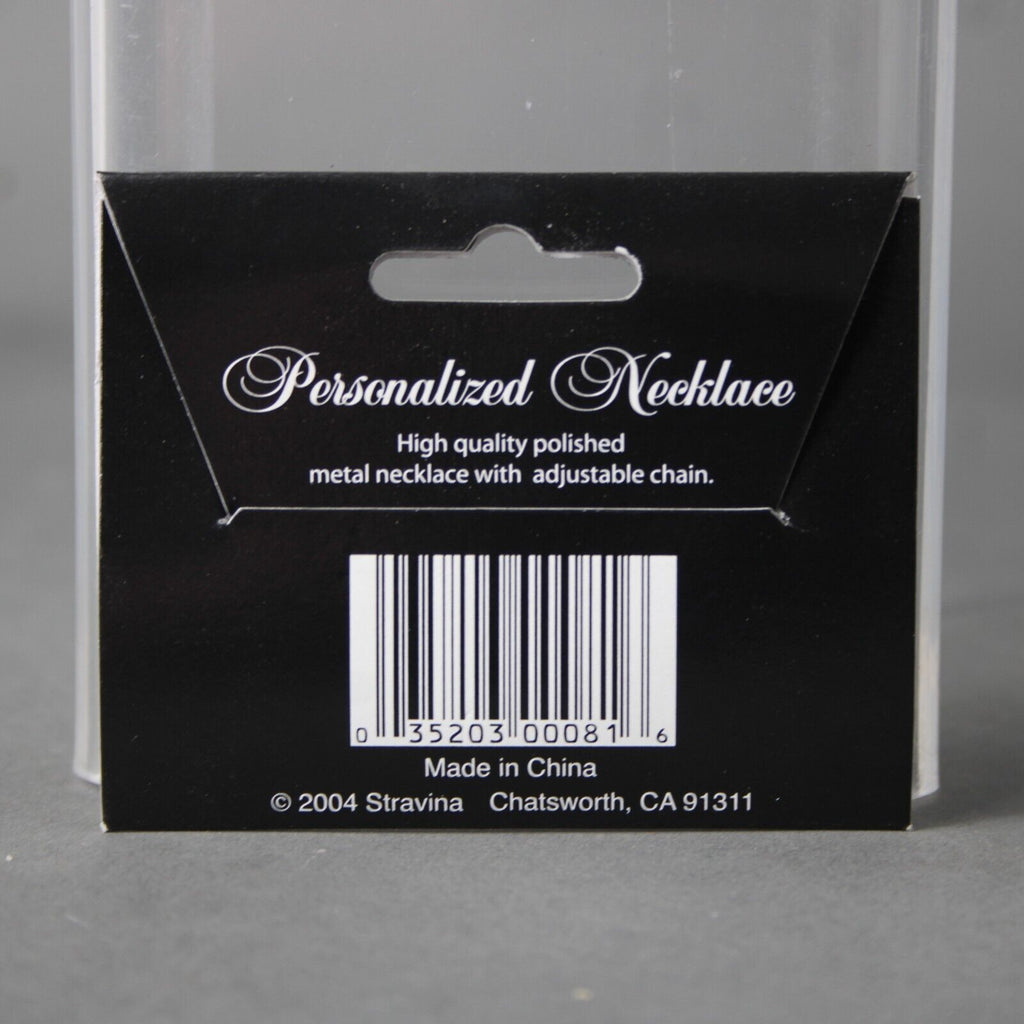 Personalized Necklace
High quality polished
metal necklace with adjustable chain.
0 35203 00081 6
Made in China
© 2004 Stravina Chatsworth, CA 91311